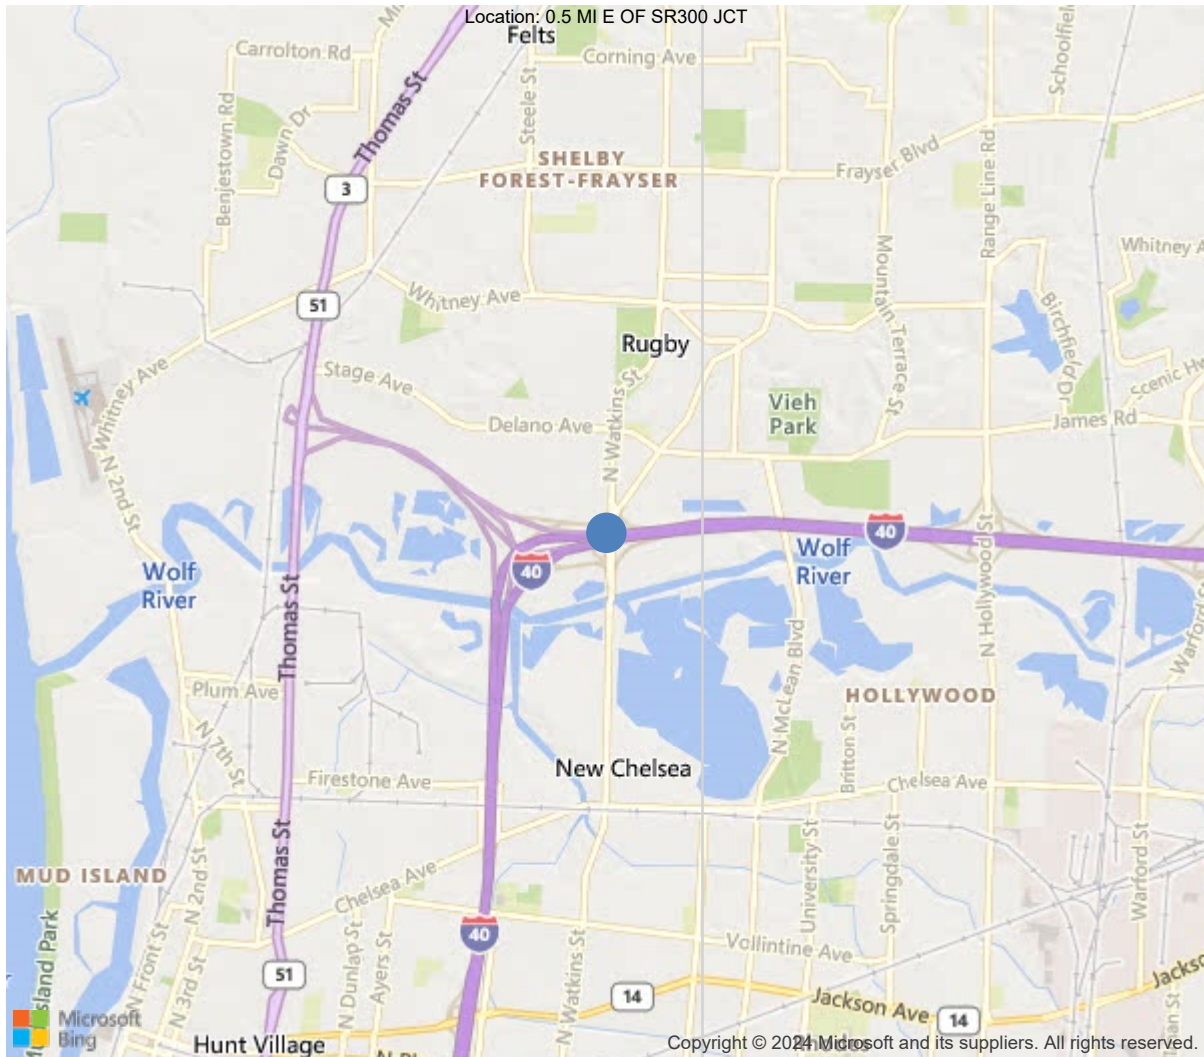 Location: 0.5 MI E OF SR300 JCT
Felts
Carrolton Rd
Corning Ave
Thomas St
Steele St
Benjestown Rd
Dawn Dr
SHELBY
FOREST-FRAYSER
Frayser Blvd
Range Line Rd
3
Whitney Ave
51
Mountain Terrace St
Birchfield Dr
Rugby
Whitney Ave
Stage Ave
N Watkins St
Vieh
Park
James Rd
Delano Ave
N 2nd St
40
40
Wolf
River
Wolf
River
Thomas St
N Hollywood St
N McLean Blvd
Plum Ave
HOLLYWOOD
N 7th St
Britton St
New Chelsea
Firestone Ave
Chelsea Ave
Thomas St
MUD ISLAND
N 2nd St
Chelsea Ave
University St
Springdale St
Warford St
40
Vollintine Ave
N Front St
N 3rd St
N Dunlap St
Ayers St
N Watkins St
51
14
Jackson Ave
14
Microsoft
Bing
Hunt Village
Copyright © 2024 Microsoft and its suppliers. All rights reserved.